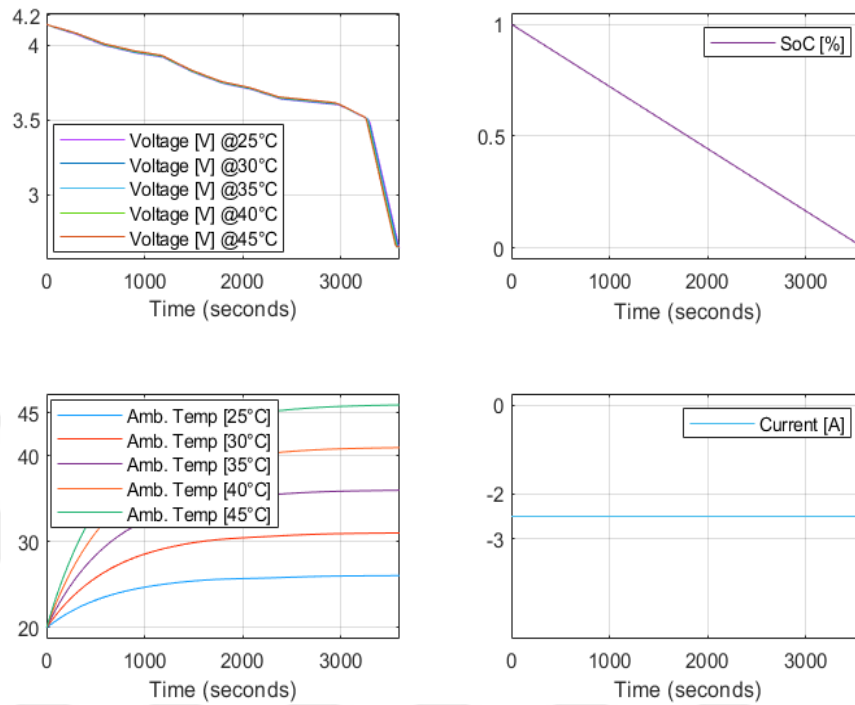 4.2
4
3.5
3
Voltage [V] @25°C
Voltage [V] @30°C
Voltage [V] @35°C
Voltage [V] @40°C
Voltage [V] @45°C
0 1000 2000 3000
Time (seconds)
1
0.5
0
SoC [%]
0 1000 2000 3000
Time (seconds)
45
40
30
20
Amb. Temp [25°C]
Amb. Temp [30°C]
Amb. Temp [35°C]
Amb. Temp [40°C]
Amb. Temp [45°C]
0 1000 2000 3000
Time (seconds)
0
-2
-3
Current [A]
0 1000 2000 3000
Time (seconds)